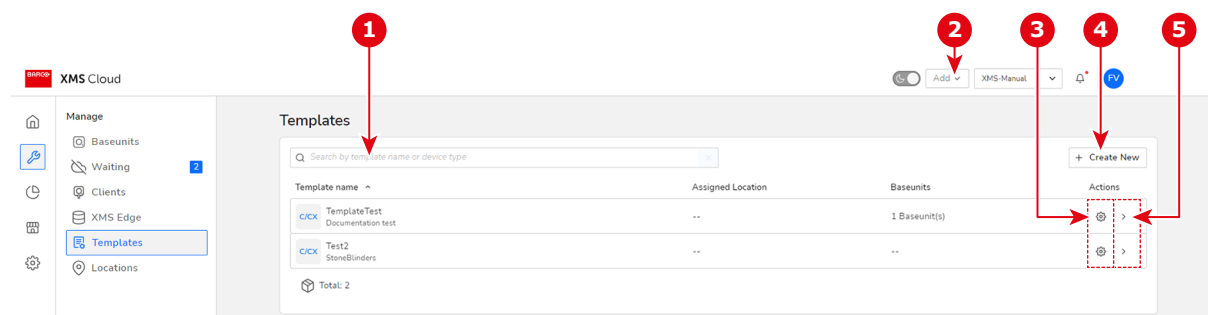 1 2 3 4 5
BARCO XMS Cloud Add XMS-Manual FV
Manage
Baseunits
Waiting 2
Clients
XMS Edge
Templates
Locations
Templates
Search by template name or device type
+ Create New
Template name Assigned Location Baseunits Actions
C/CX TemplateTest -- 1 Baseunit(s)
Documentation test
C/CX Test2 -- --
StoneBlinders
Total: 2